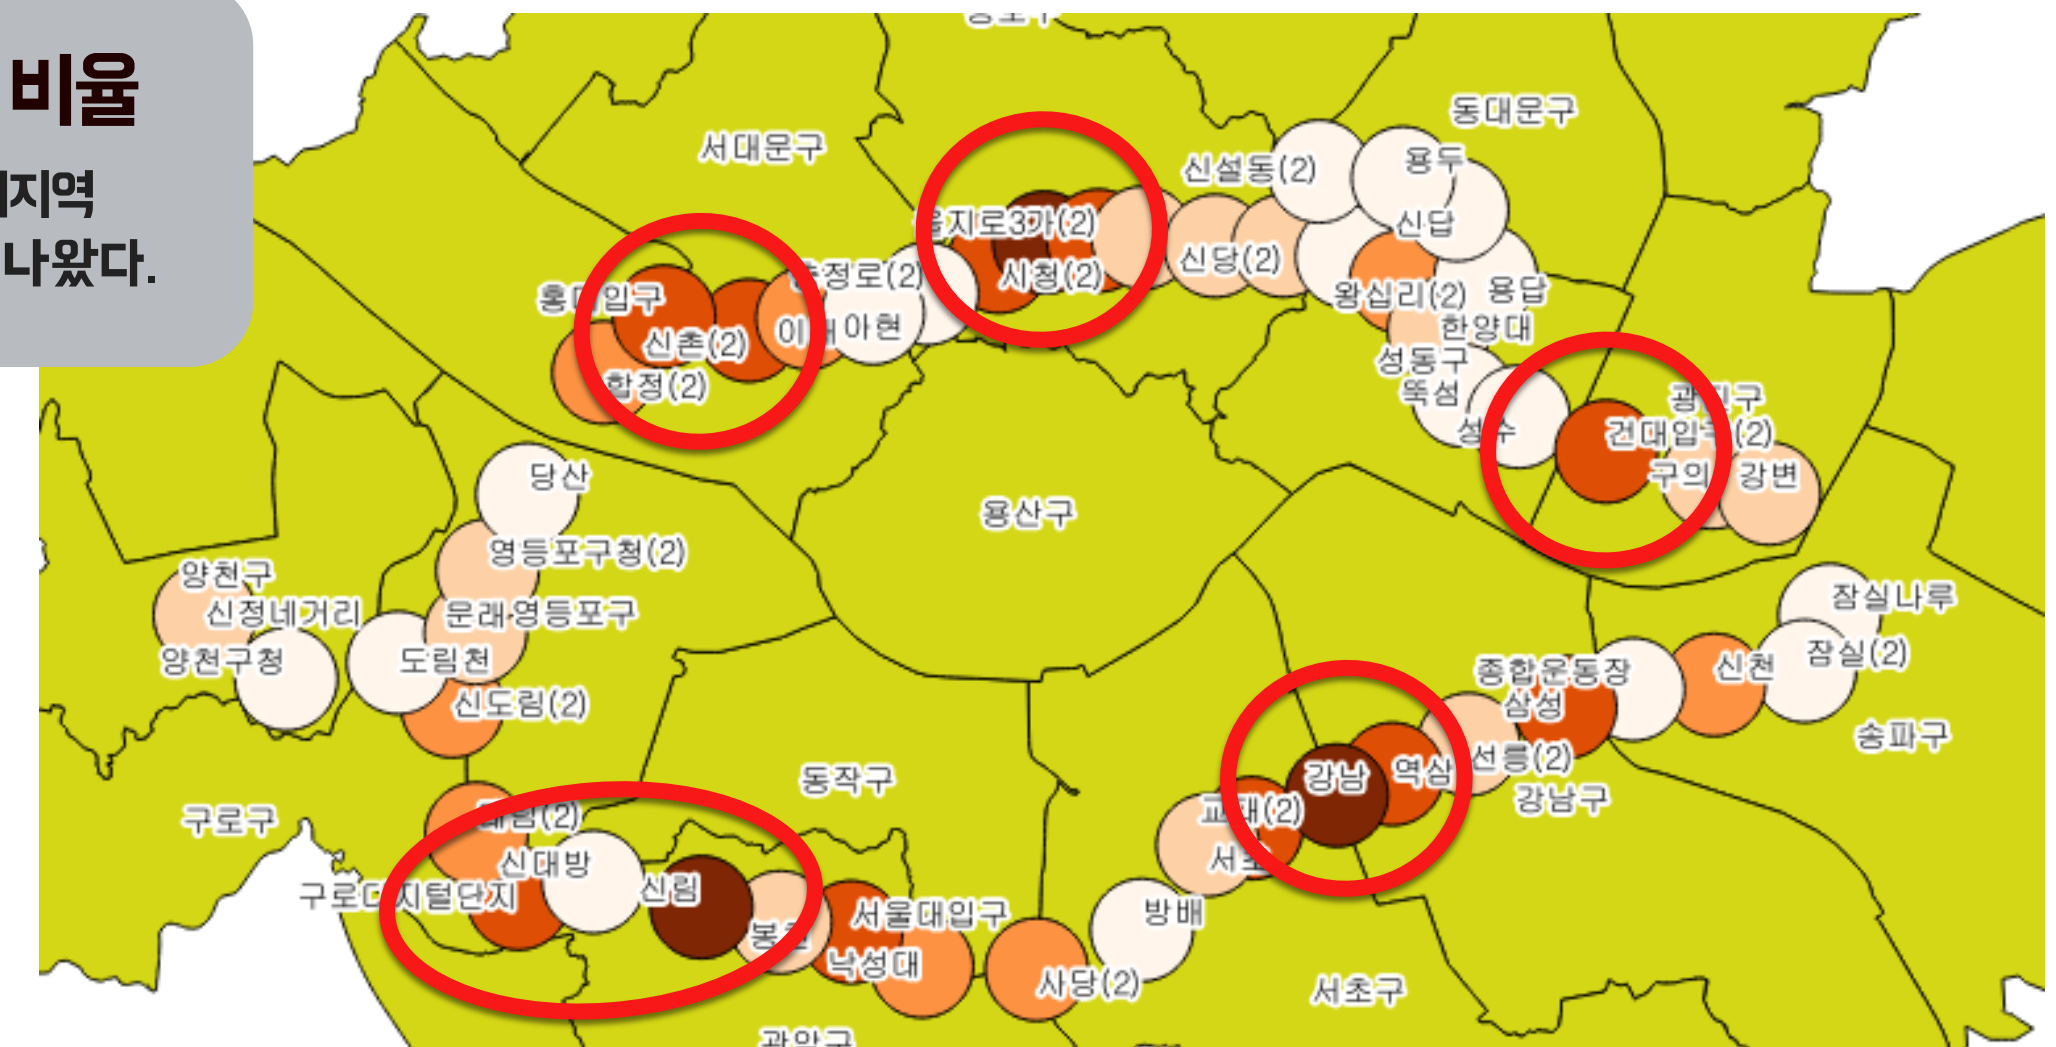 비율
지역
나왔다.
동대문구
서대문구
용두
신설동(2)
신답
을지로3가(2)
신당(2)
시청(2)
충정로(2)
용답
왕십리(2)
홍대입구
한양대
아현
신촌(2)
성동구
합정(2)
뚝섬
광진구
성수
건대입구(2)
당산
구의
강변
용산구
영등포구청(2)
양천구
잠실나루
신정네거리
문래
영등포구
양천구청
도림천
잠실(2)
종합운동장
신천
신도림(2)
삼성
송파구
선릉(2)
강남
역삼
동작구
강남구
교대(2)
대림(2)
구로구
서초
신대방
신림
구로디지털단지
서울대입구
방배
봉천
낙성대
사당(2)
서초구
관악구